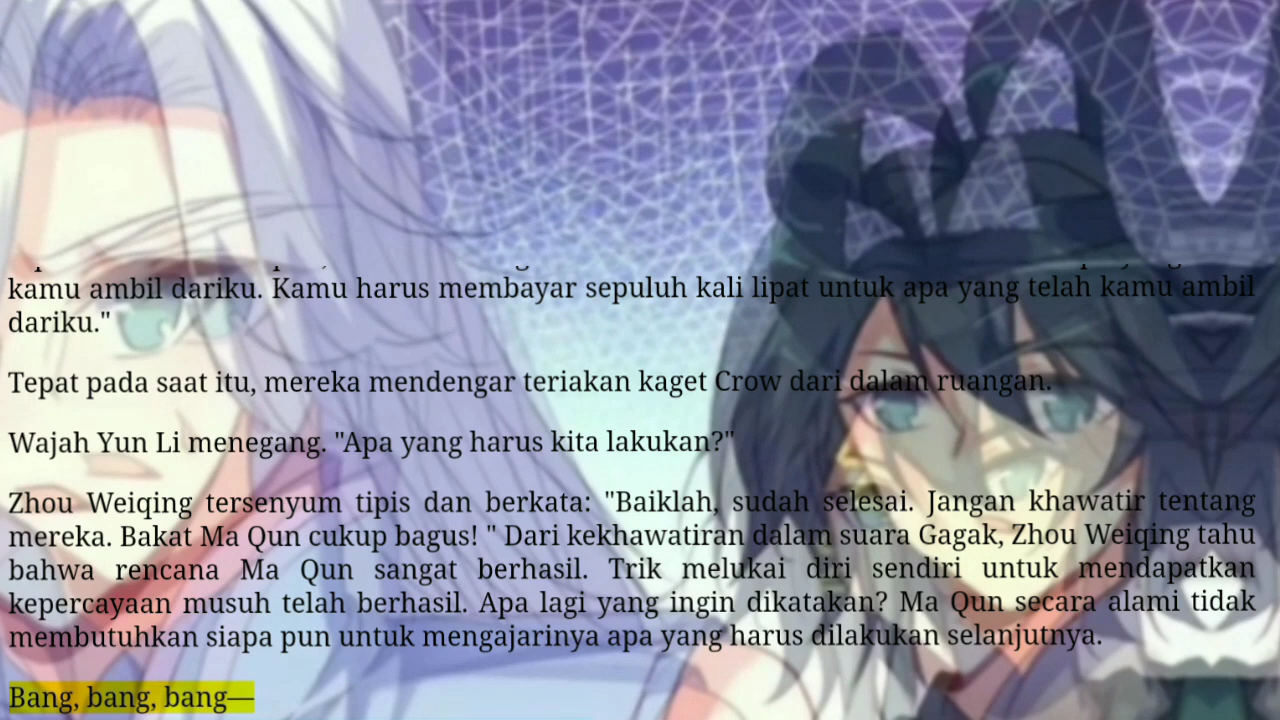 kamu ambil dariku. Kamu harus membayar sepuluh kali lipat untuk apa yang telah kamu ambil
dariku."
Tepat pada saat itu, mereka mendengar teriakan kaget Crow dari dalam ruangan.
Wajah Yun Li menegang. "Apa yang harus kita lakukan?"
Zhou Weiqing tersenyum tipis dan berkata: "Baiklah, sudah selesai. Jangan khawatir tentang
mereka. Bakat Ma Qun cukup bagus! " Dari kekhawatiran dalam suara Gagak, Zhou Weiqing tahu
bahwa rencana Ma Qun sangat berhasil. Trik melukai diri sendiri untuk mendapatkan
kepercayaan musuh telah berhasil. Apa lagi yang ingin dikatakan? Ma Qun secara alami tidak
membutuhkan siapa pun untuk mengajarinya apa yang harus dilakukan selanjutnya.
Bang, bang, bang—